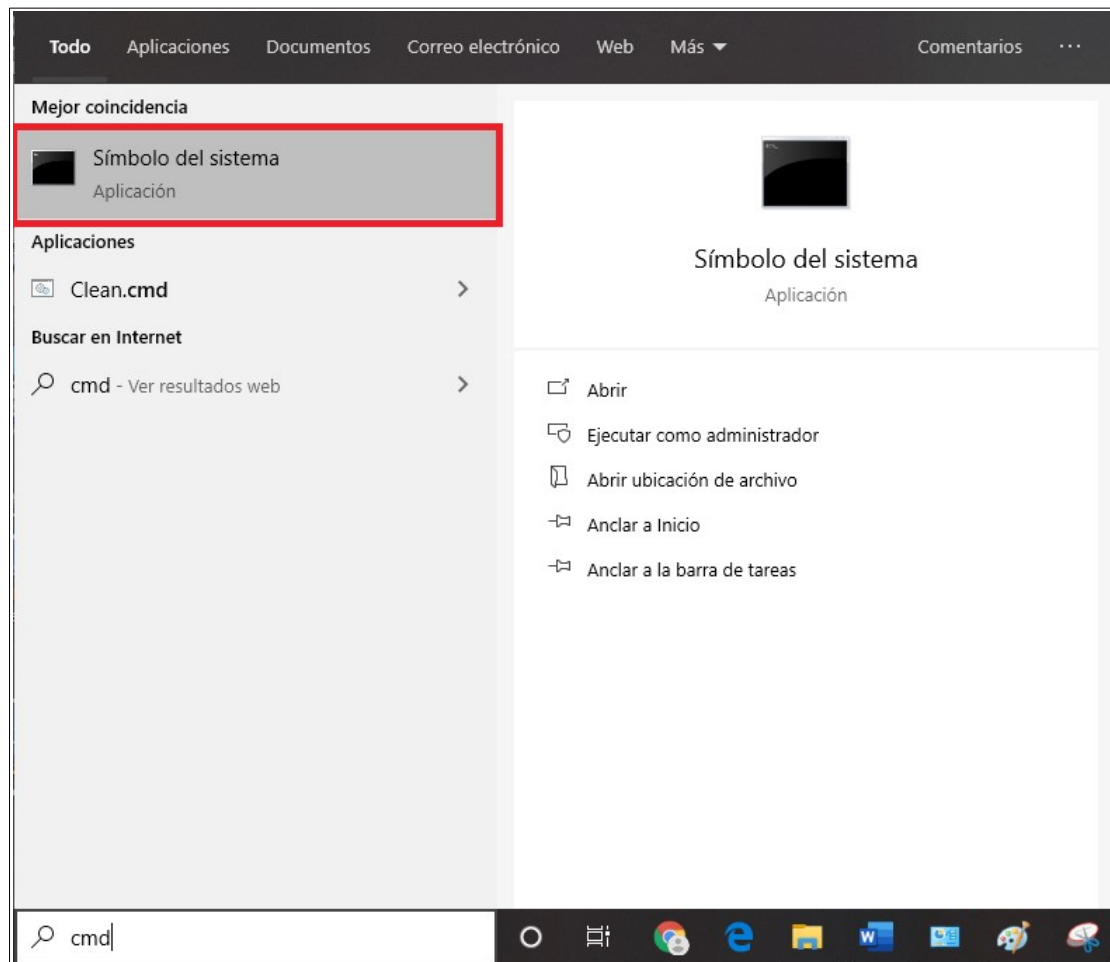 Todo Aplicaciones Documentos Correo electrónico Web Más Comentarios ...
Mejor coincidencia
Símbolo del sistema
Aplicación
Aplicaciones
Clean.cmd
Buscar en Internet
cmd - Ver resultados web
Símbolo del sistema
Aplicación
Abrir
Ejecutar como administrador
Abrir ubicación de archivo
Anclar a Inicio
Anclar a la barra de tareas
cmd